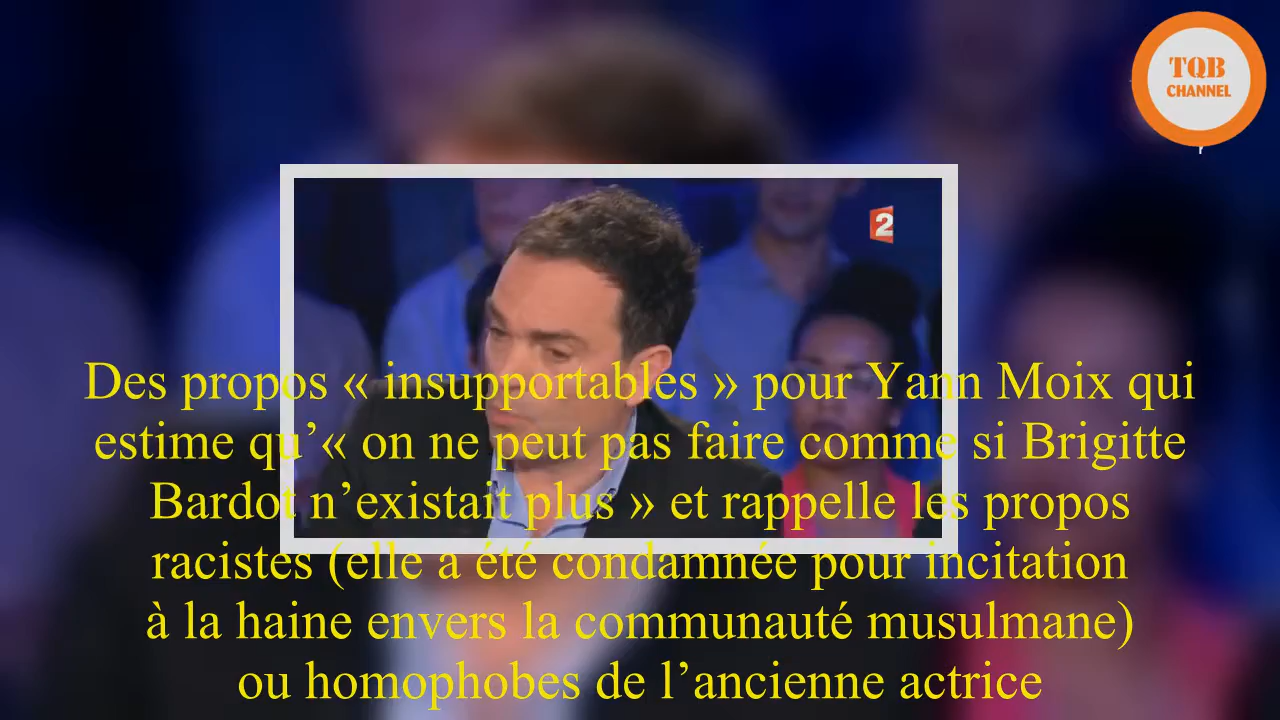 TQB
CHANNEL
2
Des propos « insupportables » pour Yann Moix qui
estime qu’« on ne peut pas faire comme si Brigitte
Bardot n’existait plus » et rappelle les propos
racistes (elle a été condamnée pour incitation
à la haine envers la communauté musulmane)
ou homophobes de l’ancienne actrice